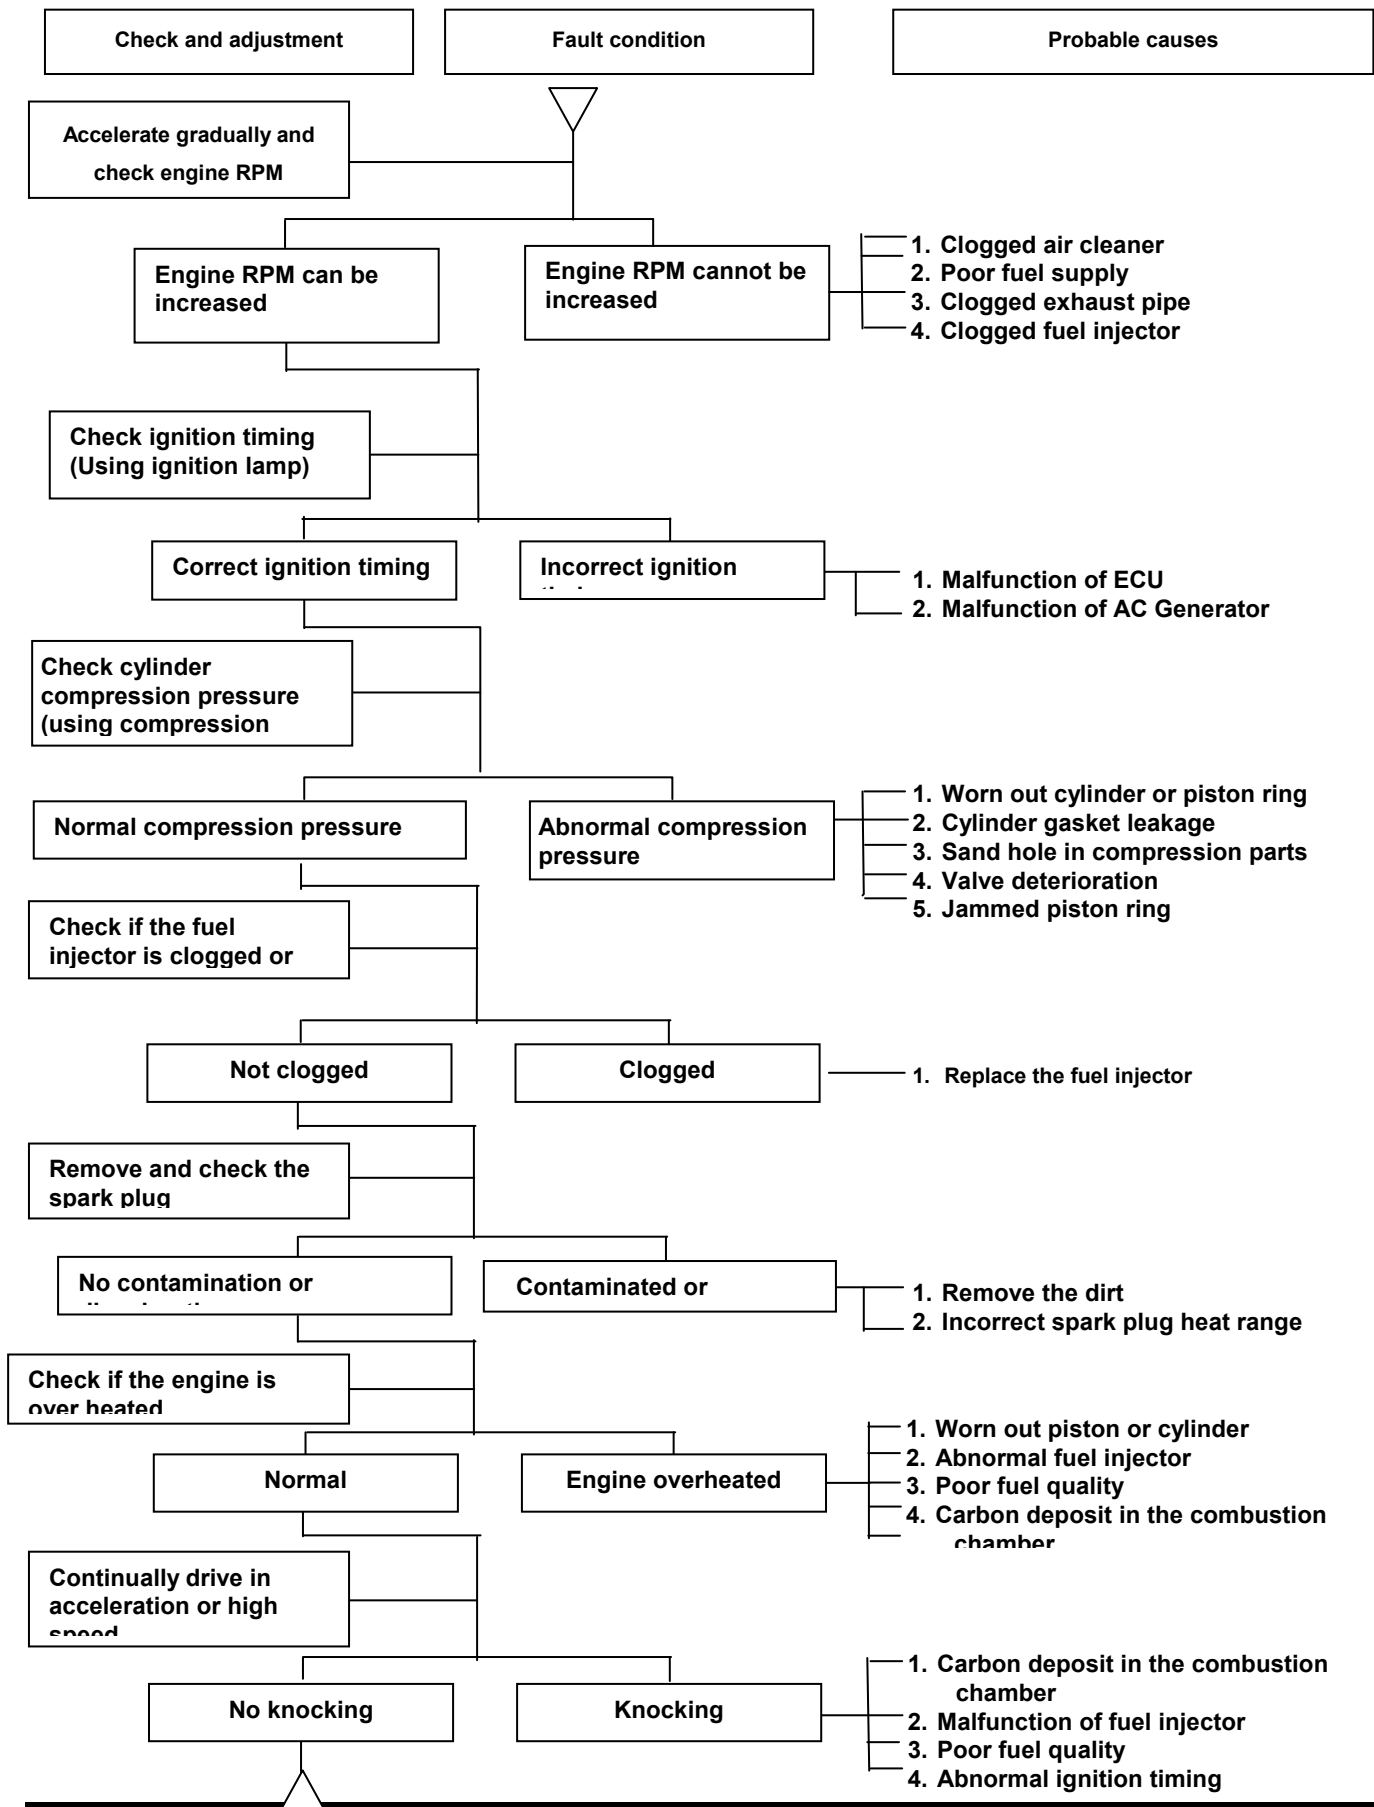 Check and adjustment
Fault condition
Probable causes
Accelerate gradually and
check engine RPM
Engine RPM can be
increased
Engine RPM cannot be
increased
1. Clogged air cleaner
2. Poor fuel supply
3. Clogged exhaust pipe
4. Clogged fuel injector
Check ignition timing
(Using ignition lamp)
Correct ignition timing
Incorrect ignition
1. Malfunction of ECU
2. Malfunction of AC Generator
Check cylinder
compression pressure
(using compression
Normal compression pressure
Abnormal compression
pressure
1. Worn out cylinder or piston ring
2. Cylinder gasket leakage
3. Sand hole in compression parts
4. Valve deterioration
5. Jammed piston ring
Check if the fuel
injector is clogged or
Not clogged
Clogged
1. Replace the fuel injector
Remove and check the
spark plug
No contamination or
Contaminated or
1. Remove the dirt
2. Incorrect spark plug heat range
Check if the engine is
over heated
Normal
Engine overheated
1. Worn out piston or cylinder
2. Abnormal fuel injector
3. Poor fuel quality
4. Carbon deposit in the combustion
chamber
Continually drive in
acceleration or high
speed
No knocking
Knocking
1. Carbon deposit in the combustion
chamber
2. Malfunction of fuel injector
3. Poor fuel quality
4. Abnormal ignition timing